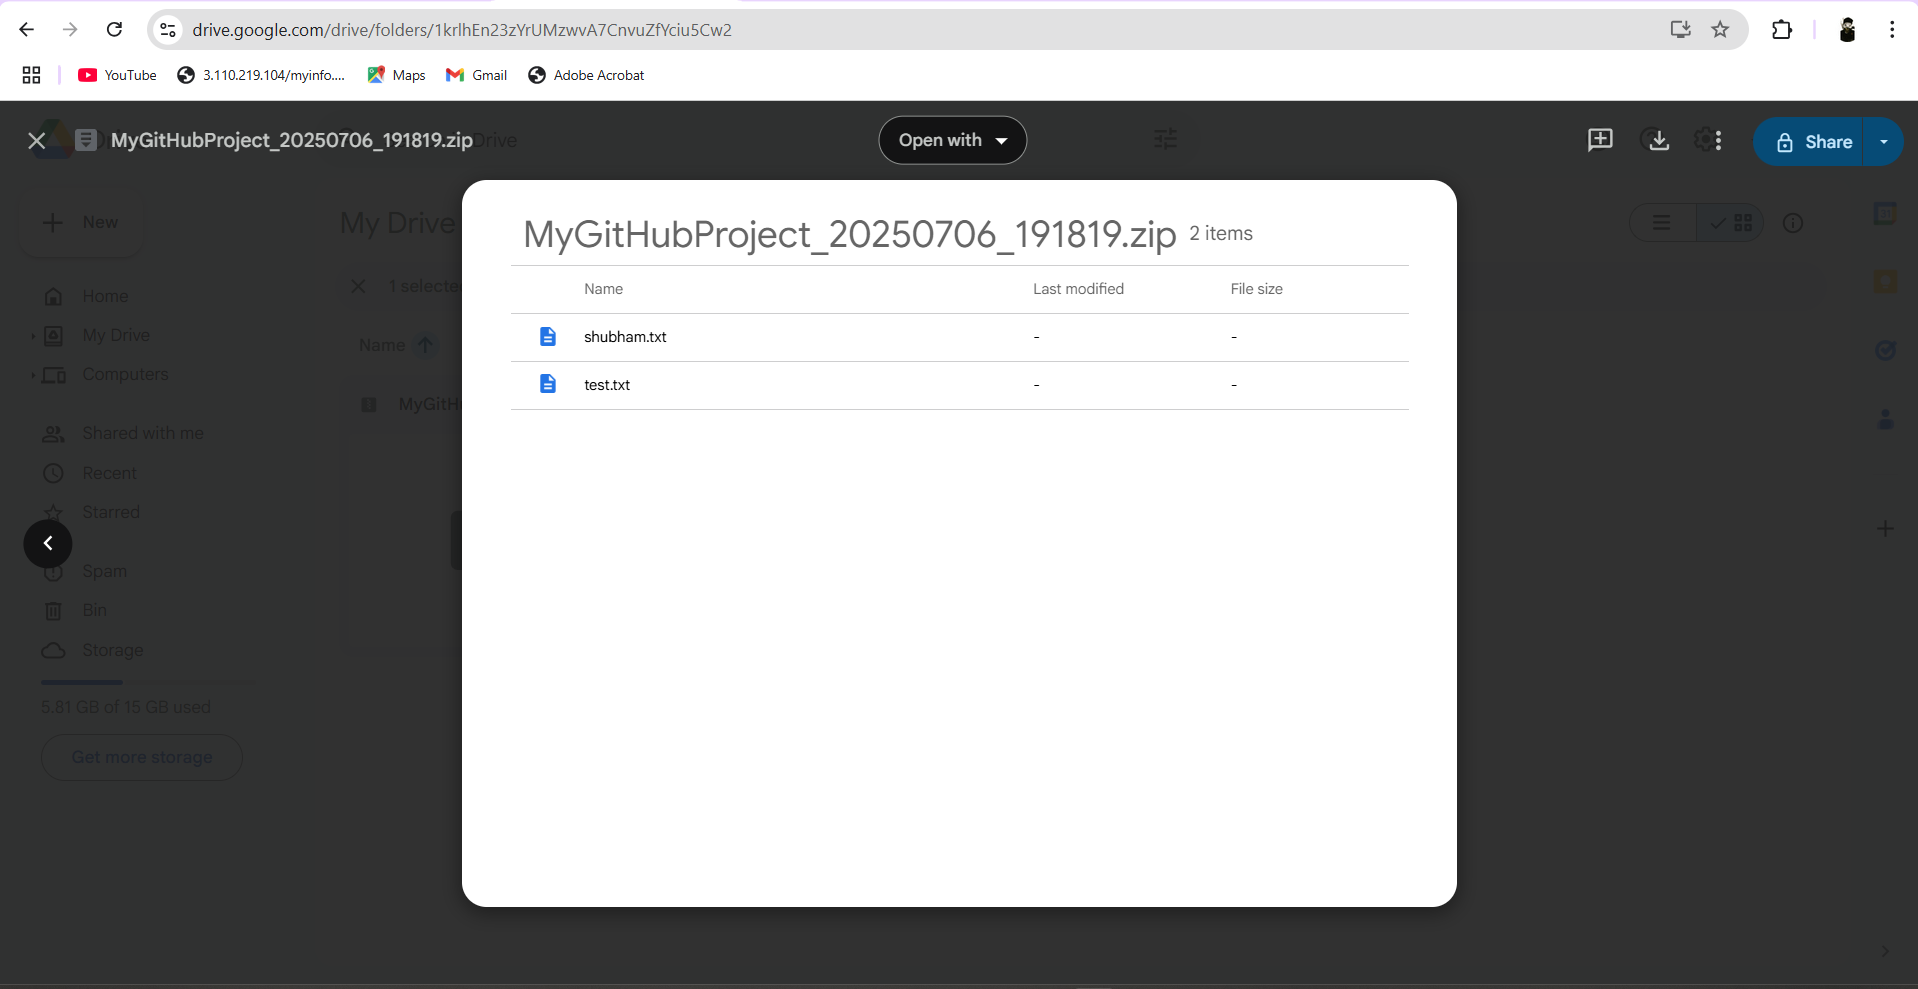 drive.google.com/drive/folders/1krlhEn23zYrUMzwvA7CnvuZfYciu5Cw2
YouTube
3.110.219.104/myinfo....
Maps
Gmail
Adobe Acrobat
MyGitHubProject_20250706_191819.zip
Drive
Open with
Share
New
My Drive
MyGitHubProject_20250706_191819.zip 2 items
1 selected
Name Last modified File size
Home
My Drive
Computers
Name
shubham.txt - -
test.txt - -
MyGitH
Shared with me
Recent
Starred
Spam
Bin
Storage
5.81 GB of 15 GB used
Get more storage